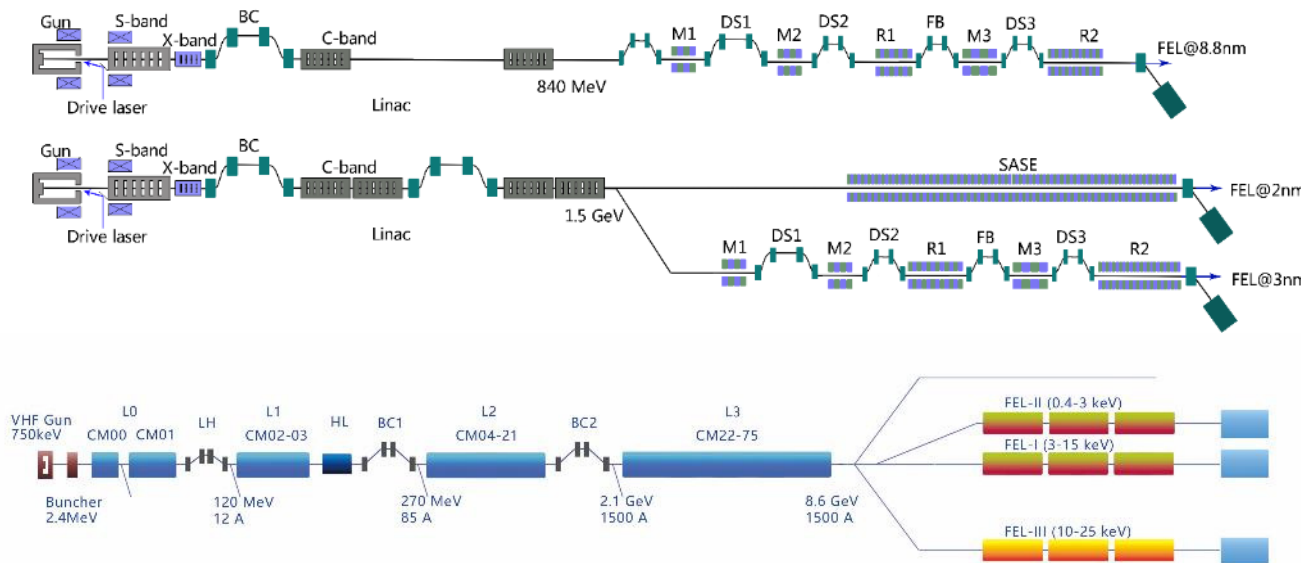 Gun
S-band
X-band
BC
C-band
M1
DS1
M2
DS2
R1
FB
M3
DS3
R2
FEL@8.8nm
840 MeV
Drive laser
Linac
Gun
S-band
X-band
BC
C-band
SASE
FEL@2nm
1.5 GeV
Drive laser
Linac
M1
DS1
M2
DS2
R1
FB
M3
DS3
R2
FEL@3nm
VHF Gun
750keV
L0
CM00 CM01
LH
L1
CM02-03
HL
BC1
L2
CM04-21
BC2
L3
CM22-75
FEL-II (0.4-3 keV)
FEL-I (3-15 keV)
Buncher
2.4MeV
120 MeV
12 A
270 MeV
85 A
2.1 GeV
1500 A
8.6 GeV
1500 A
FEL-III (10-25 keV)